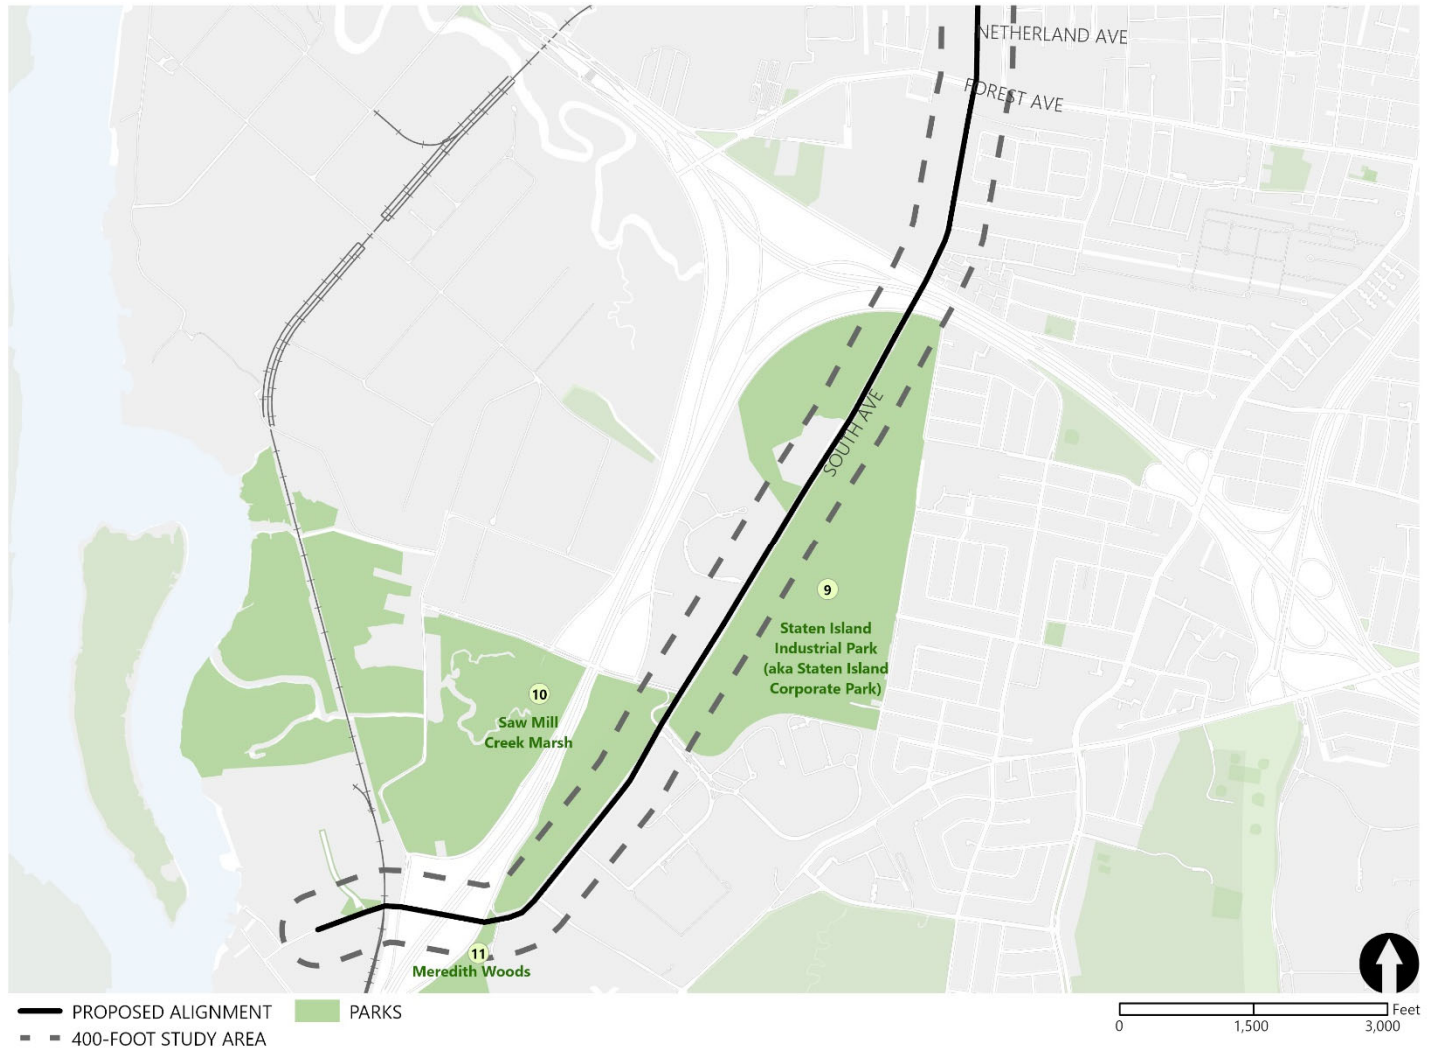 NETHERLAND AVE
FOREST AVE
SOUTH AVE
9
Staten Island
Industrial Park
(aka Staten Island
Corporate Park)
10
Saw Mill
Creek Marsh
11
Meredith Woods
PROPOSED ALIGNMENT
PARKS
400-FOOT STUDY AREA
Feet
0
1,500
3,000